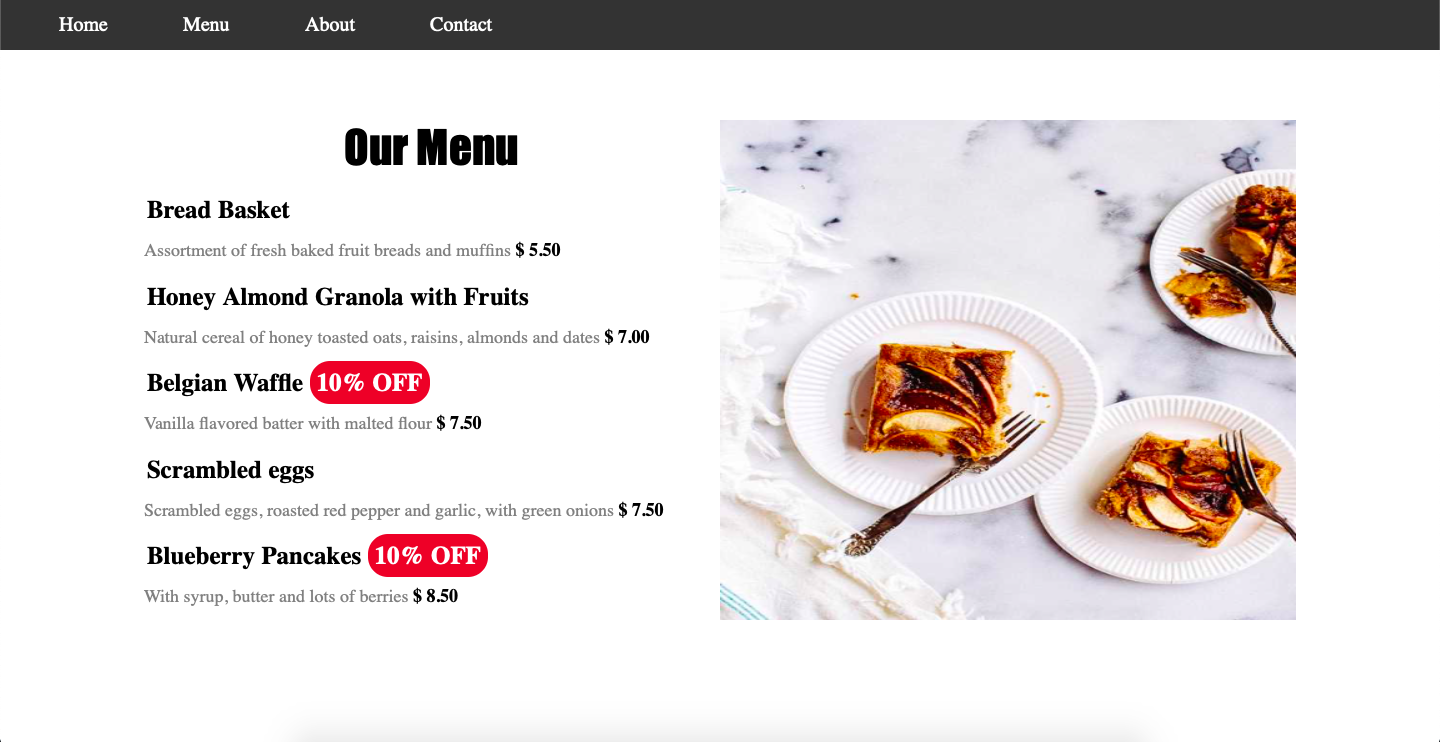 Home Menu About Contact
Our Menu
Bread Basket
Assortment of fresh baked fruit breads and muffins $ 5.50
Honey Almond Granola with Fruits
Natural cereal of honey toasted oats, raisins, almonds and dates $ 7.00
Belgian Waffle 10% OFF
Vanilla flavored batter with malted flour $ 7.50
Scrambled eggs
Scrambled eggs, roasted red pepper and garlic, with green onions $ 7.50
Blueberry Pancakes 10% OFF
With syrup, butter and lots of berries $ 8.50